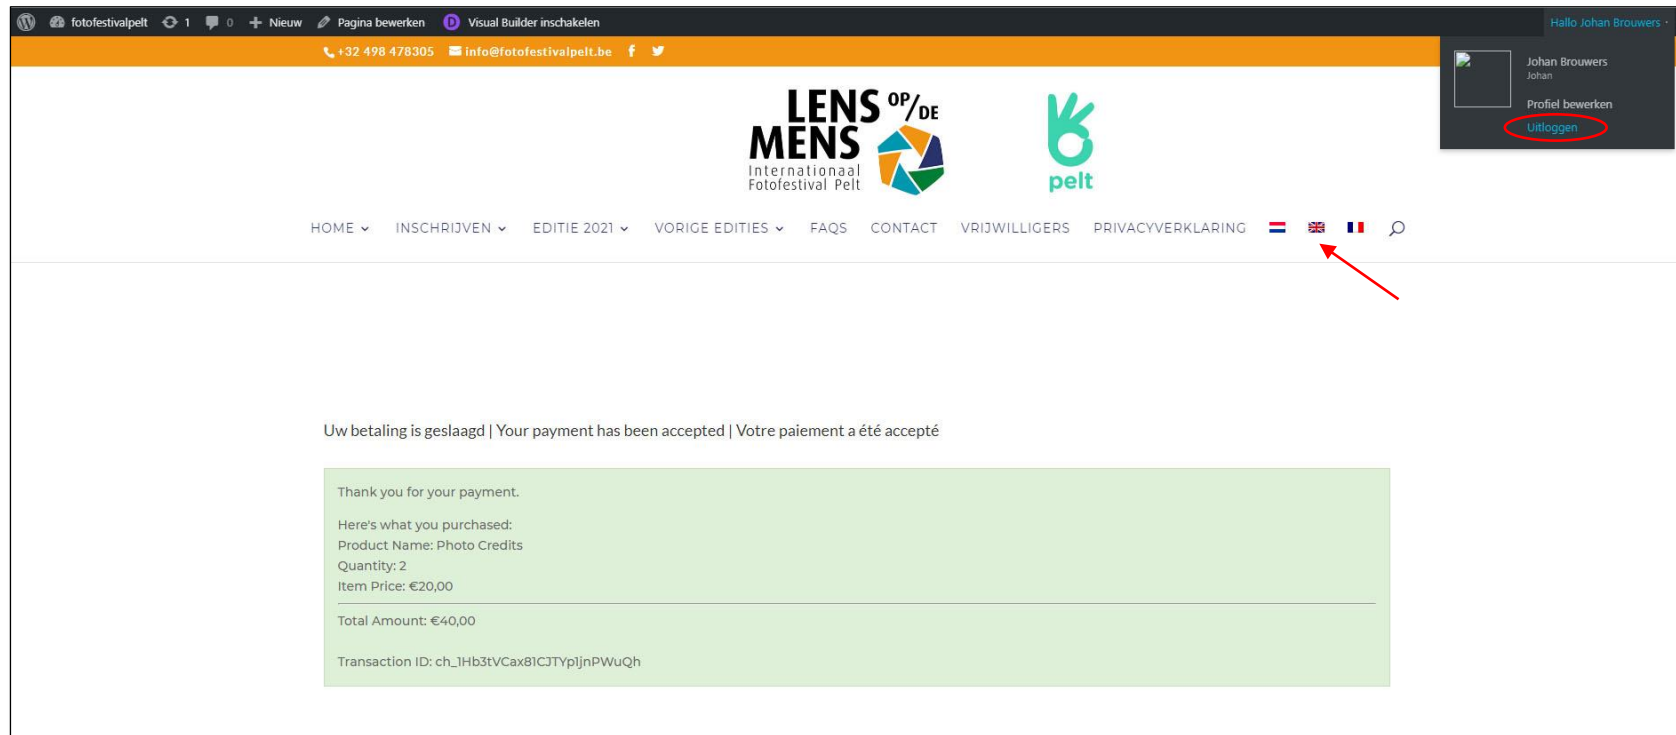 fotofestivalpelt 1 0 Nieuw Pagina bewerken D Visual Builder inschakelen Hallo Johan Brouwers
+32 498 478305 info@fotofestivalpelt.be
Johan Brouwers
Johan
Profiel bewerken
Uitloggen
LENS OP/DE
MENS
Internationaal
Fotofestival Pelt
pelt
HOME INSCHRIJVEN EDITIE 2021 VORIGE EDITIES FAQS CONTACT VRIJWILLIGERS PRIVACYVERKLARING
Uw betaling is geslaagd | Your payment has been accepted | Votre paiement a été accepté
Thank you for your payment.
Here's what you purchased:
Product Name: Photo Credits
Quantity: 2
Item Price: €20,00
Total Amount: €40,00
Transaction ID: ch_1Hb3tVCax81CJTYp1jnPWuQh